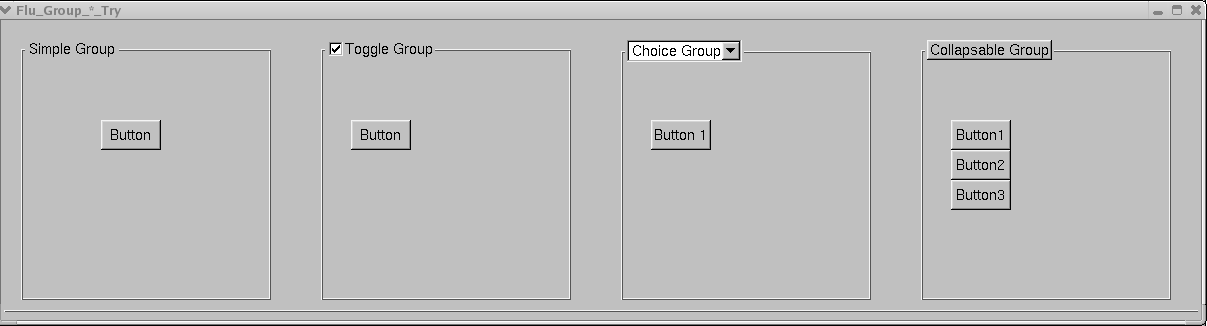 Flu_Group_*_Try
Simple Group
Toggle Group
Choice Group
Collapsable Group
Button
Button
Button 1
Button1
Button2
Button3